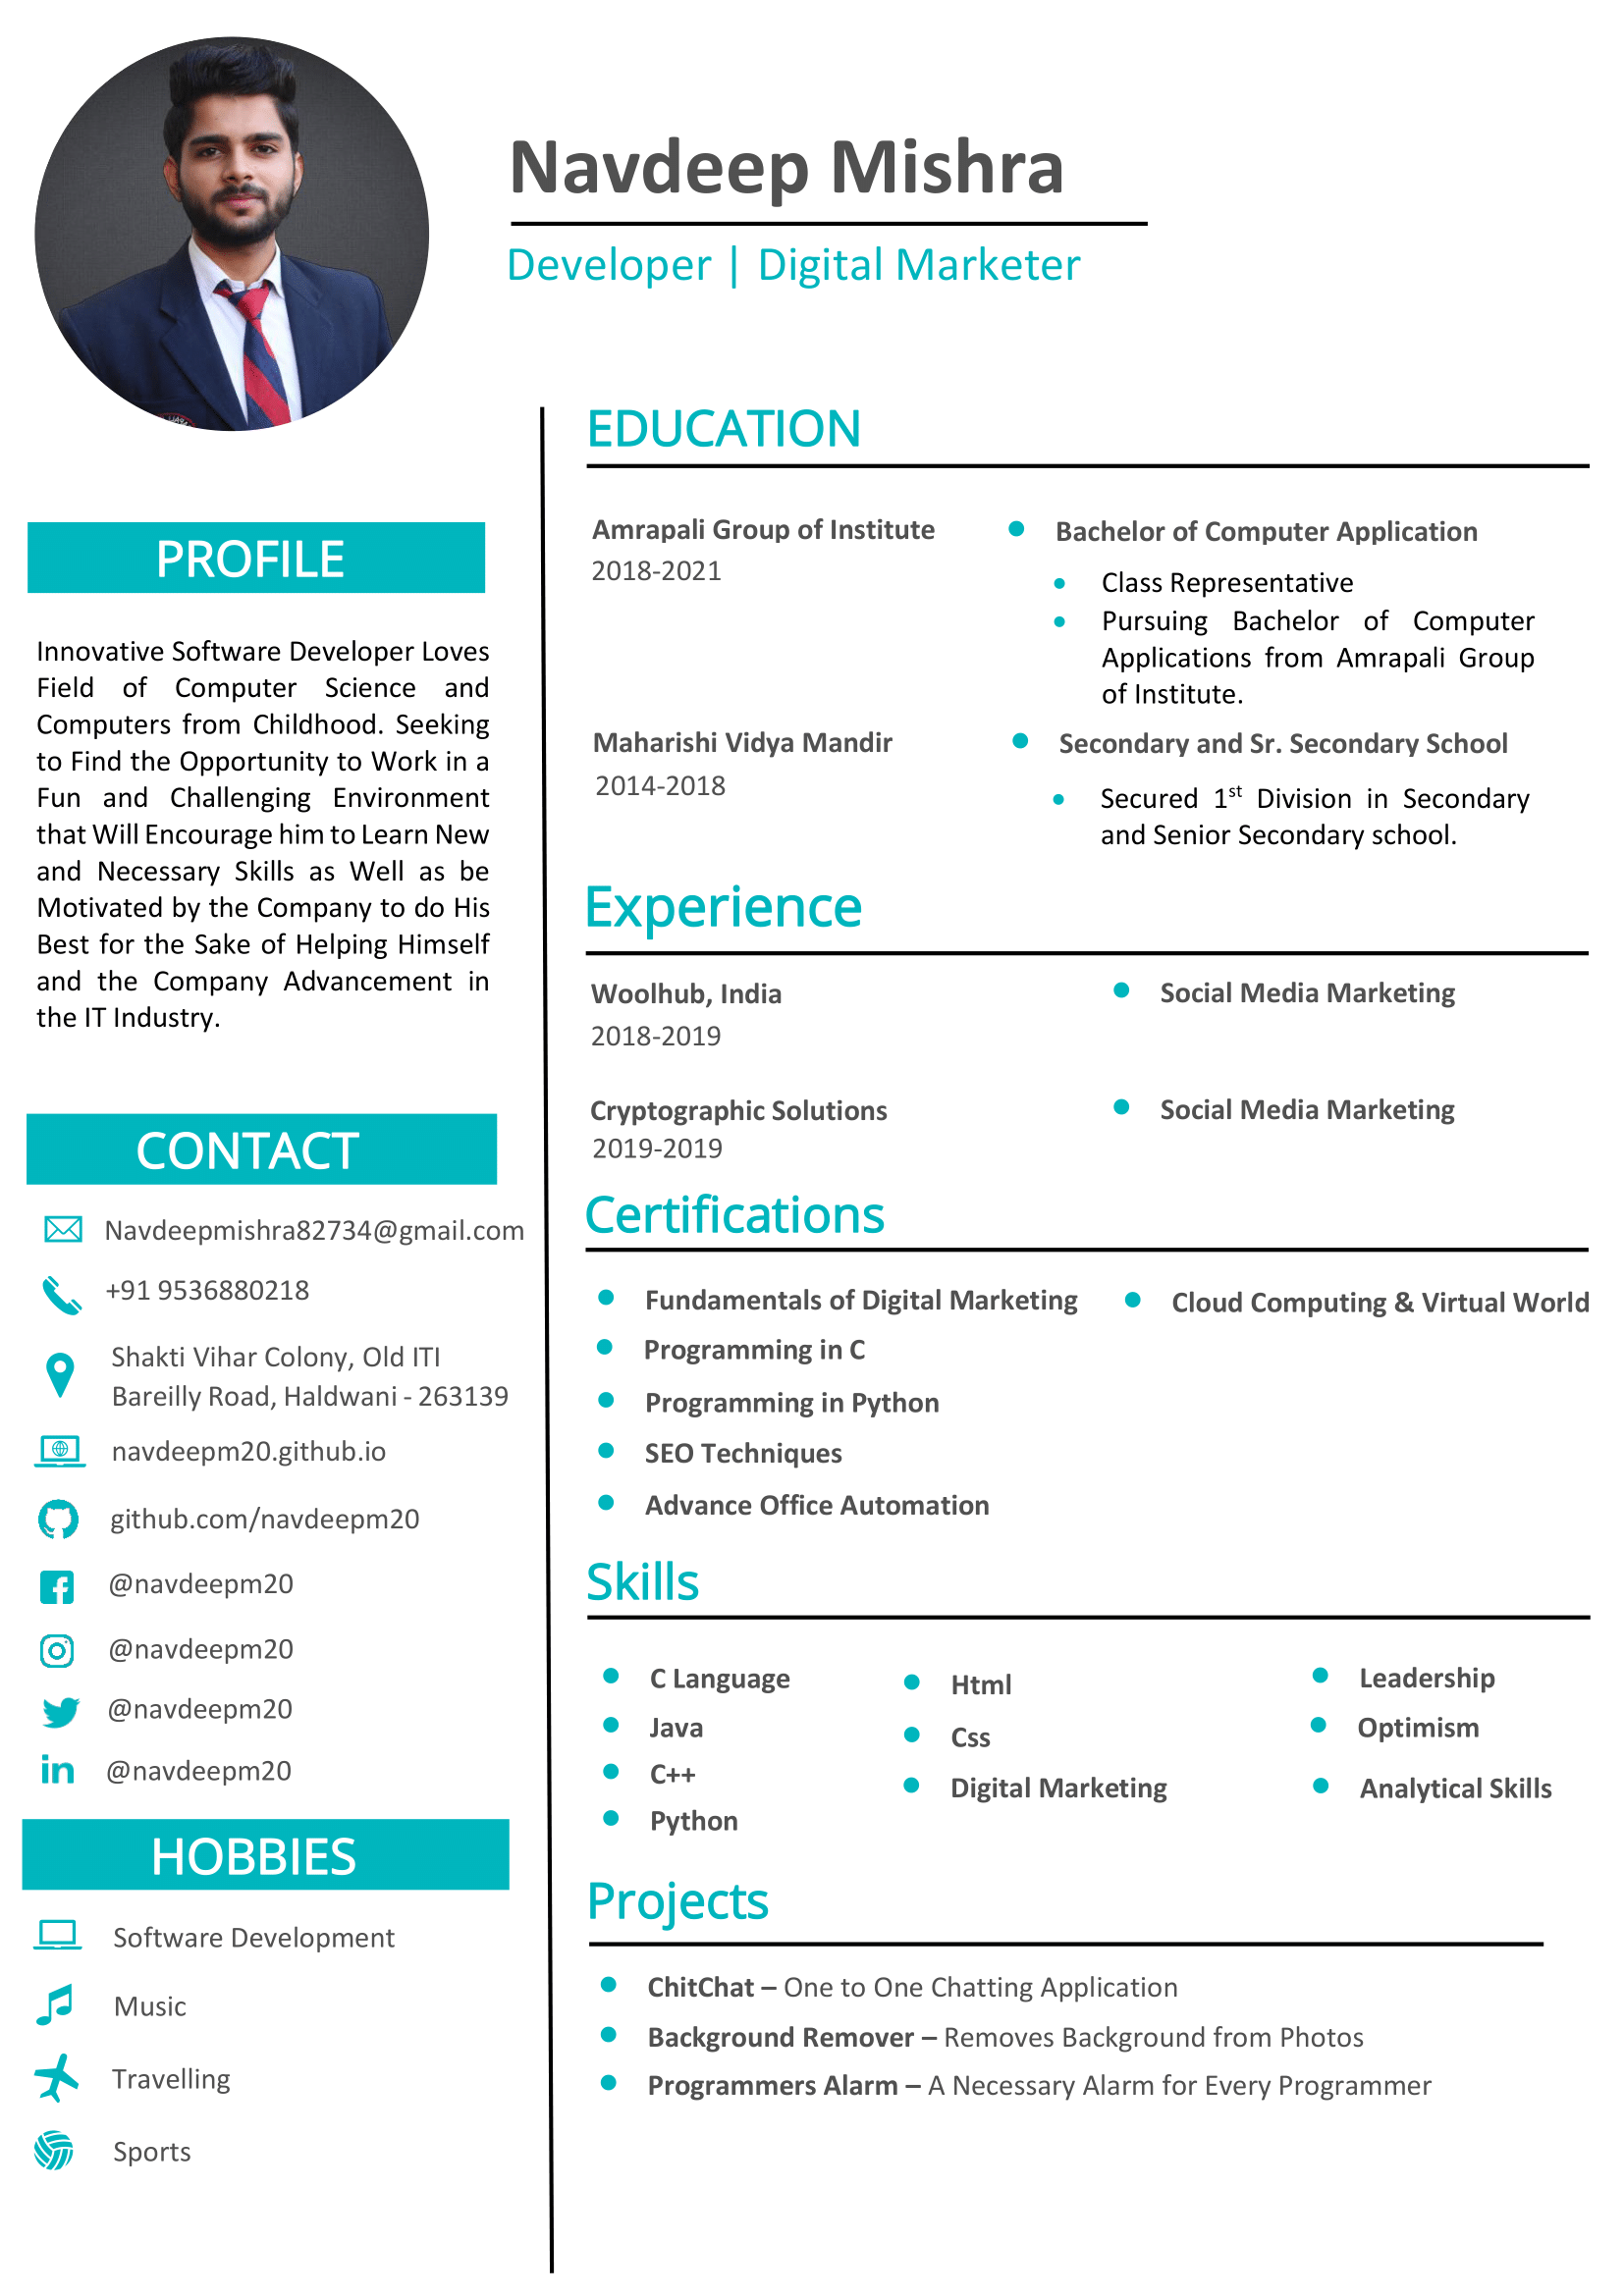 Navdeep Mishra
Developer | Digital Marketer
PROFILE
Innovative Software Developer Loves
Field of Computer Science and
Computers from Childhood. Seeking
to Find the Opportunity to Work in a
Fun and Challenging Environment
that Will Encourage him to Learn New
and Necessary Skills as Well as be
Motivated by the Company to do His
Best for the Sake of Helping Himself
and the Company Advancement in
the IT Industry.
CONTACT
Navdeepmishra82734@gmail.com
+91 9536880218
Shakti Vihar Colony, Old ITI
Bareilly Road, Haldwani - 263139
navdeepm20.github.io
github.com/navdeepm20
@navdeepm20
@navdeepm20
@navdeepm20
@navdeepm20
HOBBIES
Software Development
Music
Travelling
Sports
EDUCATION
Amrapali Group of Institute
2018-2021
Bachelor of Computer Application
Class Representative
Pursuing Bachelor of Computer
Applications from Amrapali Group
of Institute.
Maharishi Vidya Mandir
2014-2018
Secondary and Sr. Secondary School
Secured 1st Division in Secondary
and Senior Secondary school.
Experience
Woolhub, India
2018-2019
Social Media Marketing
Cryptographic Solutions
2019-2019
Social Media Marketing
Certifications
Fundamentals of Digital Marketing
Programming in C
Programming in Python
SEO Techniques
Advance Office Automation
Cloud Computing & Virtual World
Skills
C Language
Java
C++
Python
Html
Css
Digital Marketing
Leadership
Optimism
Analytical Skills
Projects
ChitChat – One to One Chatting Application
Background Remover – Removes Background from Photos
Programmers Alarm – A Necessary Alarm for Every Programmer